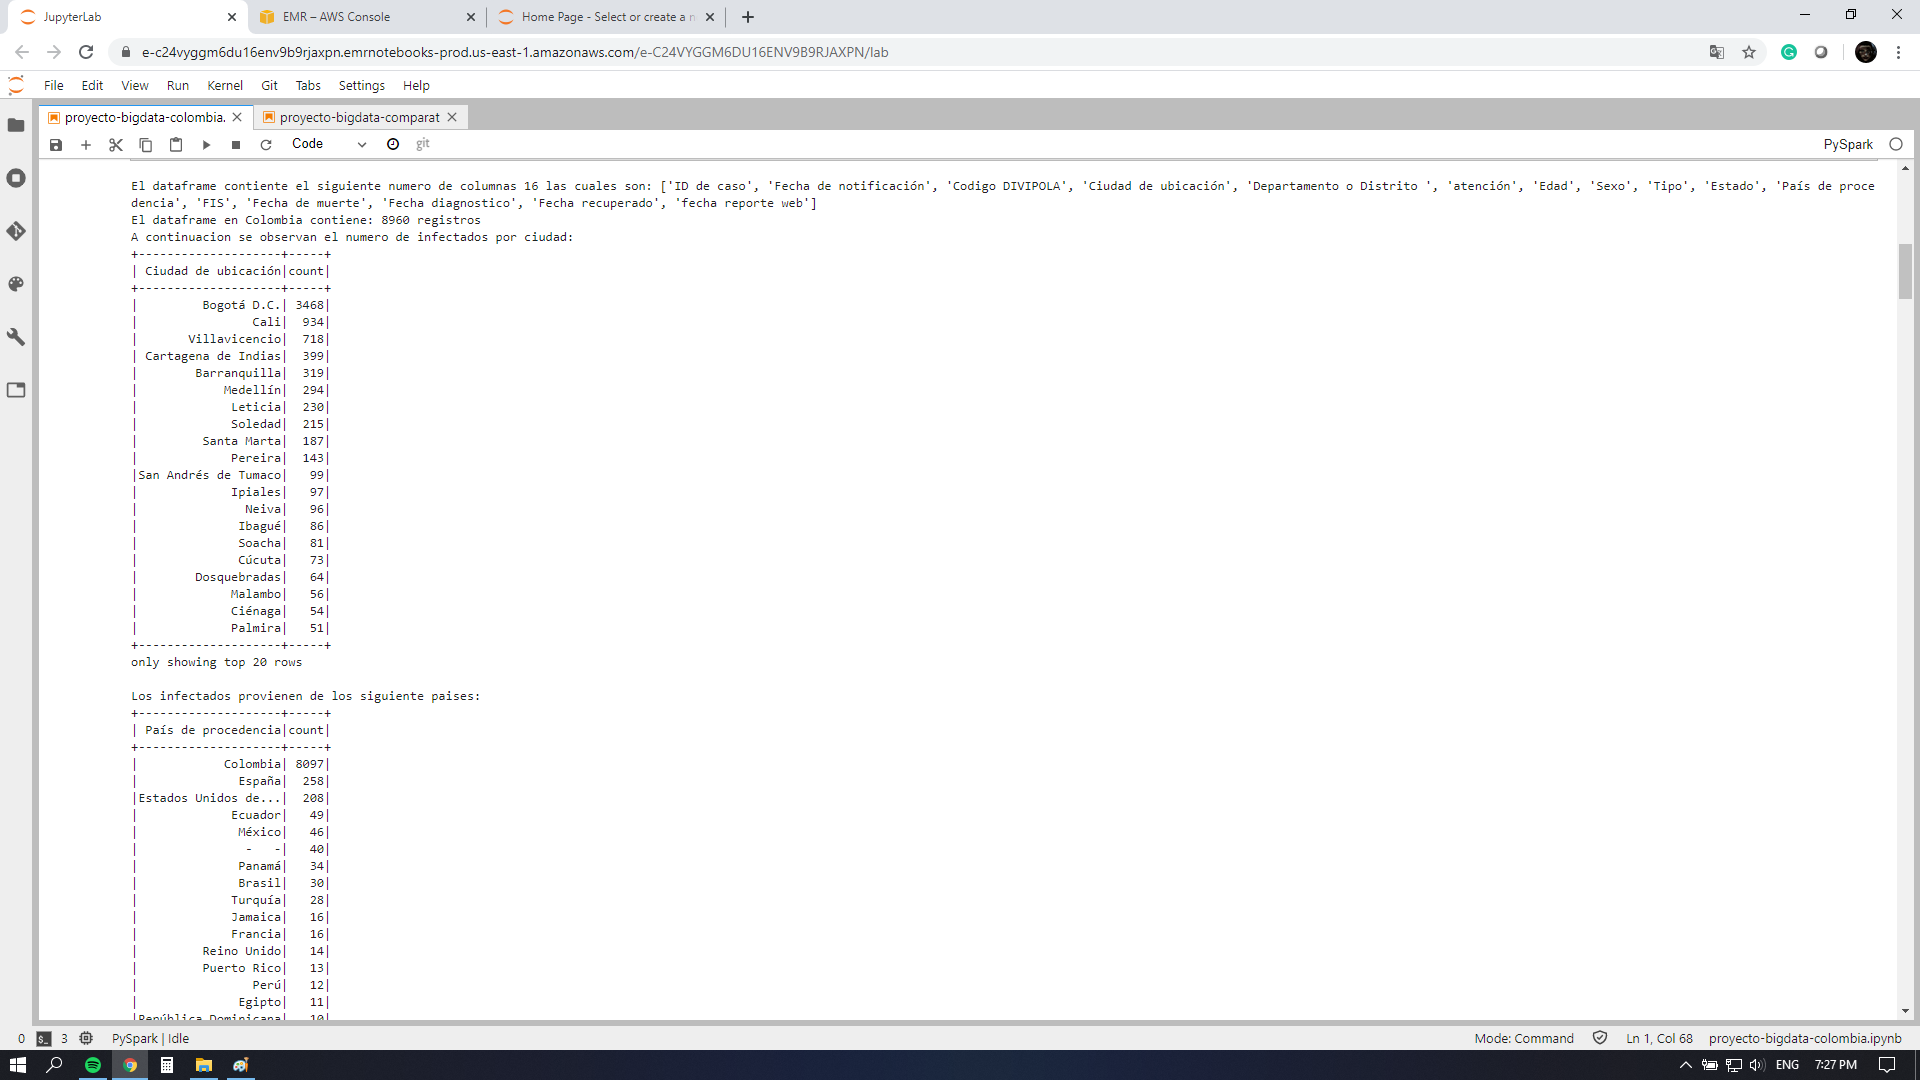 JupyterLab
EMR – AWS Console
Home Page - Select or create a n
e-c24vyggm6du16env9b9rjaxpn.emrnotebooks-prod.us-east-1.amazonaws.com/e-C24VYGGM6DU16ENV9B9RJAXPN/lab
File Edit View Run Kernel Git Tabs Settings Help
proyecto-bigdata-colombia.
proyecto-bigdata-comparat
Code
git
PySpark
El dataframe contiente el siguiente numero de columnas 16 las cuales son: ['ID de caso', 'Fecha de notificación', 'Codigo DIVIPOLA', 'Ciudad de ubicación', 'Departamento o Distrito ', 'atención', 'Edad', 'Sexo', 'Tipo', 'Estado', 'País de proce
dencia', 'FIS', 'Fecha de muerte', 'Fecha diagnostico', 'Fecha recuperado', 'fecha reporte web']
El dataframe en Colombia contiene: 8960 registros
A continuacion se observan el numero de infectados por ciudad:
+--------------------+-----+
| Ciudad de ubicación|count|
+--------------------+-----+
|         Bogotá D.C.| 3468|
|                Cali|  934|
|       Villavicencio|  718|
| Cartagena de Indias|  399|
|        Barranquilla|  319|
|            Medellín|  294|
|             Leticia|  230|
|             Soledad|  215|
|         Santa Marta|  187|
|             Pereira|  143|
|San Andrés de Tumaco|   99|
|             Ipiales|   97|
|               Neiva|   96|
|              Ibagué|   86|
|              Soacha|   81|
|              Cúcuta|   73|
|        Dosquebradas|   64|
|             Malambo|   56|
|             Ciénaga|   54|
|             Palmira|   51|
+--------------------+-----+
only showing top 20 rows
Los infectados provienen de los siguiente paises:
+--------------------+-----+
| País de procedencia|count|
+--------------------+-----+
|            Colombia| 8097|
|              España|  258|
|Estados Unidos de...|  208|
|             Ecuador|   49|
|              México|   46|
|               -   -|   40|
|              Panamá|   34|
|              Brasil|   30|
|             Turquía|   28|
|             Jamaica|   16|
|             Francia|   16|
|         Reino Unido|   14|
|         Puerto Rico|   13|
|                Perú|   12|
|              Egipto|   11|
|República Dominicana|   10|
0
3
PySpark | Idle
Mode: Command
Ln 1, Col 68
proyecto-bigdata-colombia.ipynb
ENG
7:27 PM